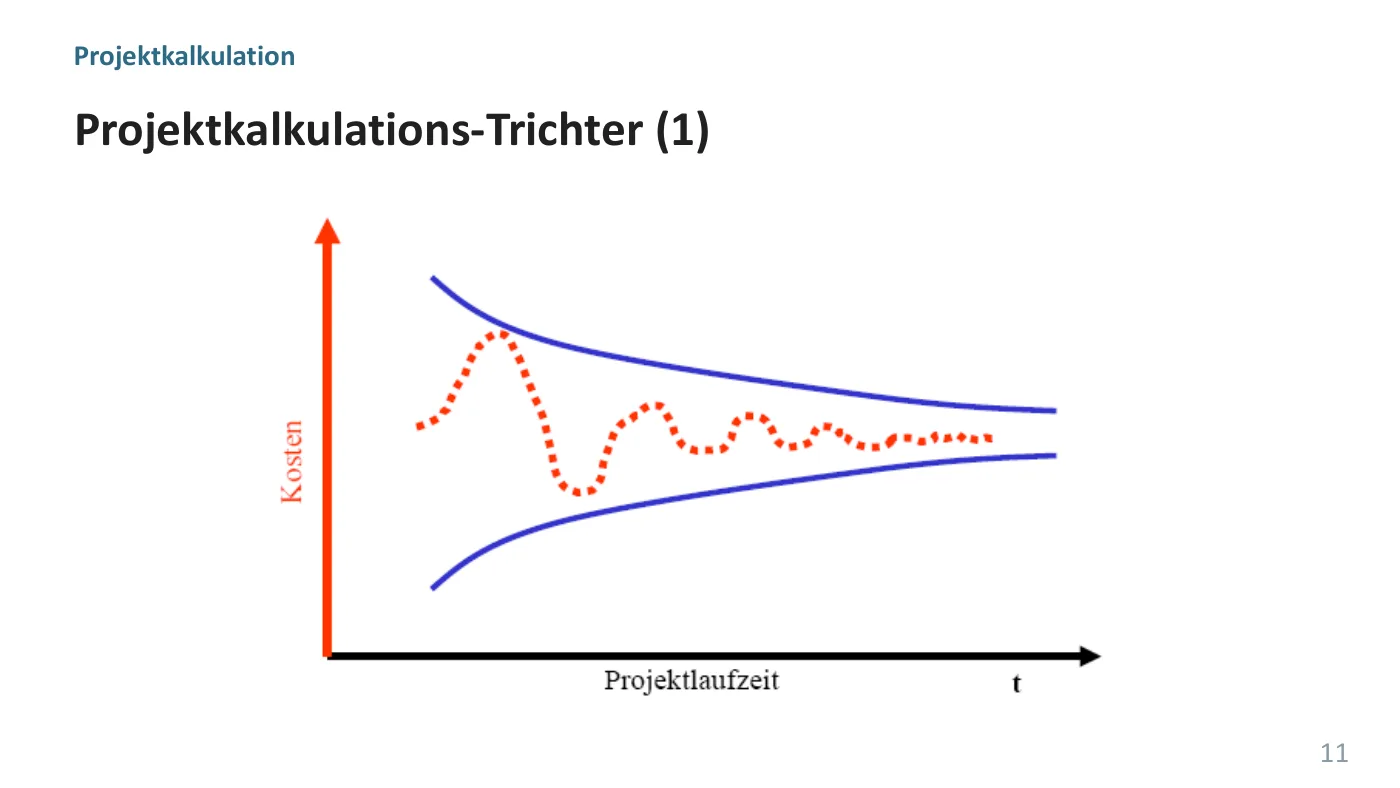 Projektkalkulation
Projektkalkulations-Trichter (1)
Kosten
Projektlaufzeit
t
11